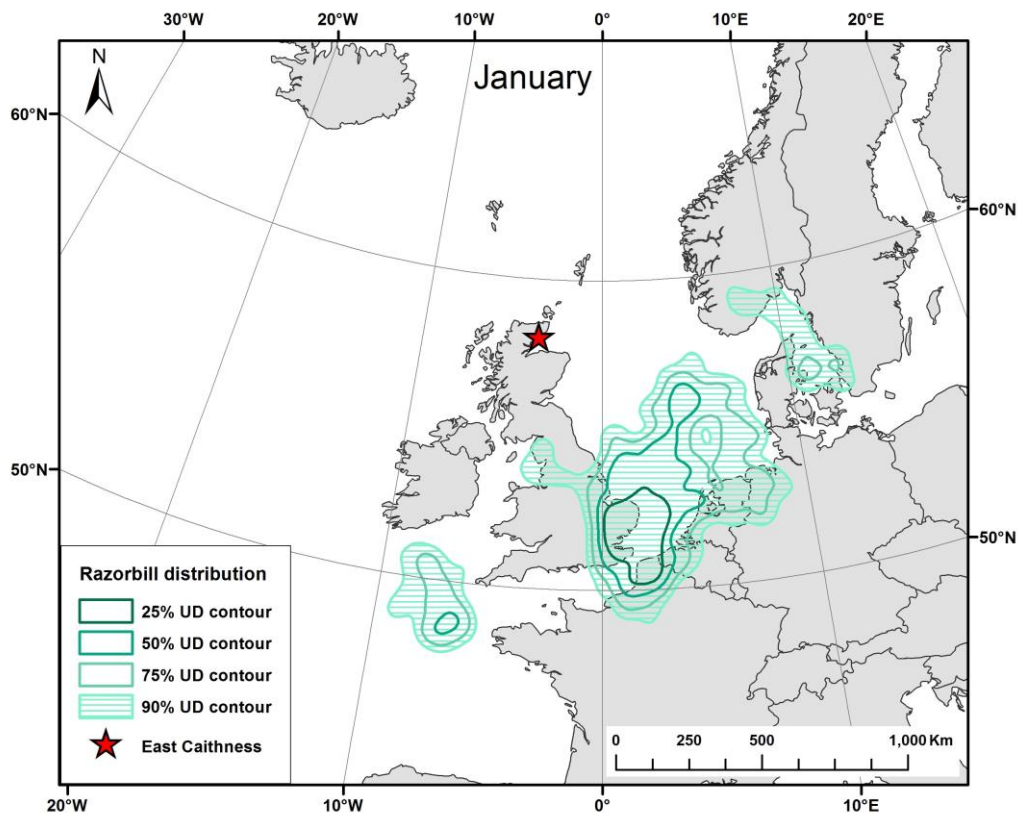 30°W 20°W 10°W 0° 10°E 20°E
N
January
60°N
60°N
50°N
50°N
Razorbill distribution
25% UD contour
50% UD contour
75% UD contour
90% UD contour
East Caithness
0 250 500 1,000 Km
20°W 10°W 0° 10°E